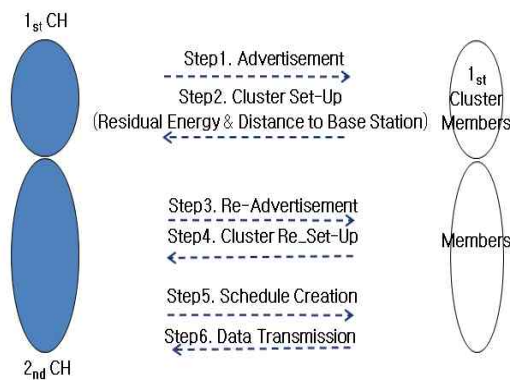 1st CH
Step1. Advertisement
Step2. Cluster Set-Up
(Residual Energy & Distance to Base Station)
1st
Cluster
Members
Step3. Re-Advertisement
Step4. Cluster Re_Set-Up
Members
Step5. Schedule Creation
Step6. Data Transmission
2nd CH